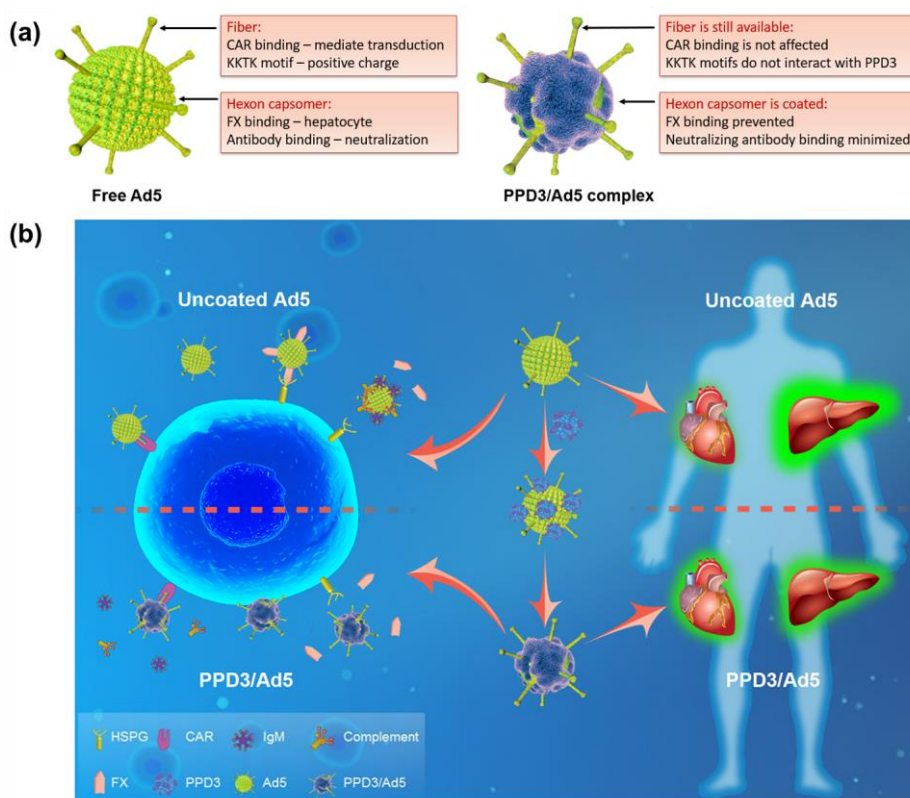 (a)
Fiber:
CAR binding – mediate transduction
KKTK motif – positive charge
Hexon capsomer:
FX binding – hepatocyte
Antibody binding – neutralization
Free Ad5
Fiber is still available:
CAR binding is not affected
KKTK motifs do not interact with PPD3
Hexon capsomer is coated:
FX binding prevented
Neutralizing antibody binding minimized
PPD3/Ad5 complex
(b)
Uncoated Ad5
Uncoated Ad5
PPD3/Ad5
PPD3/Ad5
HSPG CAR IgM Complement
FX PPD3 Ad5 PPD3/Ad5